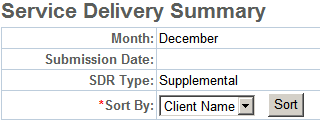 Service Delivery Summary
Month: December
Submission Date:
SDR Type: Supplemental
*Sort By: Client Name Sort